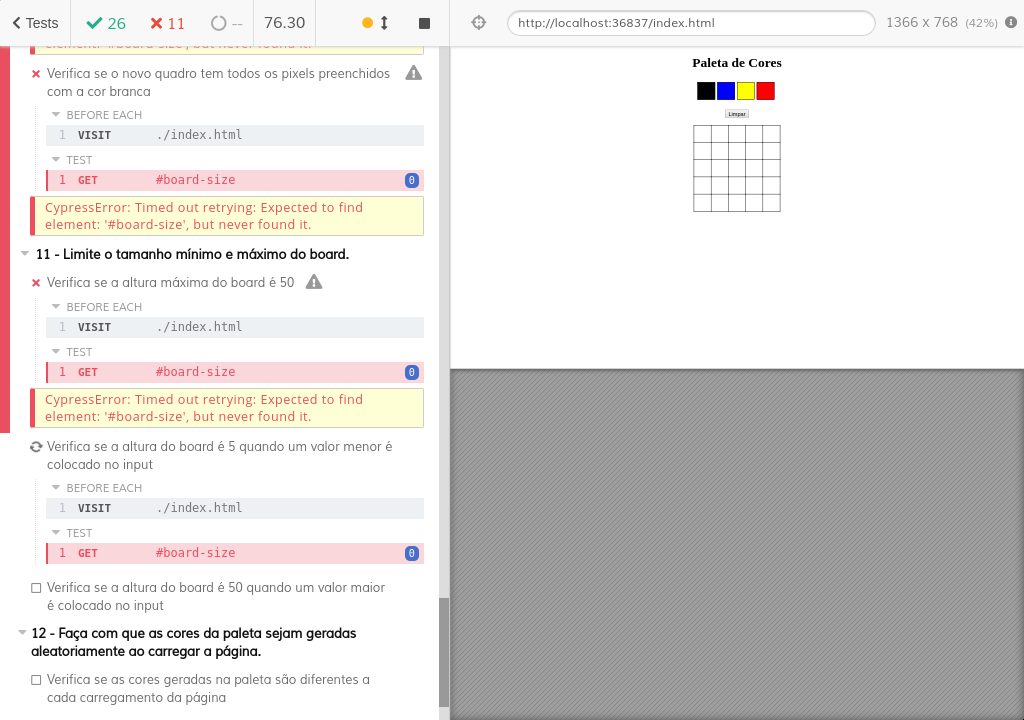 Tests
26
11
--
76.30
http://localhost:36837/index.html
1366 x 768 (42%)
element: '#board-size', but never found it.
Verifica se o novo quadro tem todos os pixels preenchidos
com a cor branca
BEFORE EACH
1 VISIT ./index.html
TEST
1 GET #board-size 0
CypressError: Timed out retrying: Expected to find
element: '#board-size', but never found it.
11 - Limite o tamanho mínimo e máximo do board.
Verifica se a altura máxima do board é 50
BEFORE EACH
1 VISIT ./index.html
TEST
1 GET #board-size 0
CypressError: Timed out retrying: Expected to find
element: '#board-size', but never found it.
Verifica se a altura do board é 5 quando um valor menor é
colocado no input
BEFORE EACH
1 VISIT ./index.html
TEST
1 GET #board-size 0
Verifica se a altura do board é 50 quando um valor maior
é colocado no input
12 - Faça com que as cores da paleta sejam geradas
aleatoriamente ao carregar a página.
Verifica se as cores geradas na paleta são diferentes a
cada carregamento da página
Paleta de Cores
Limpar